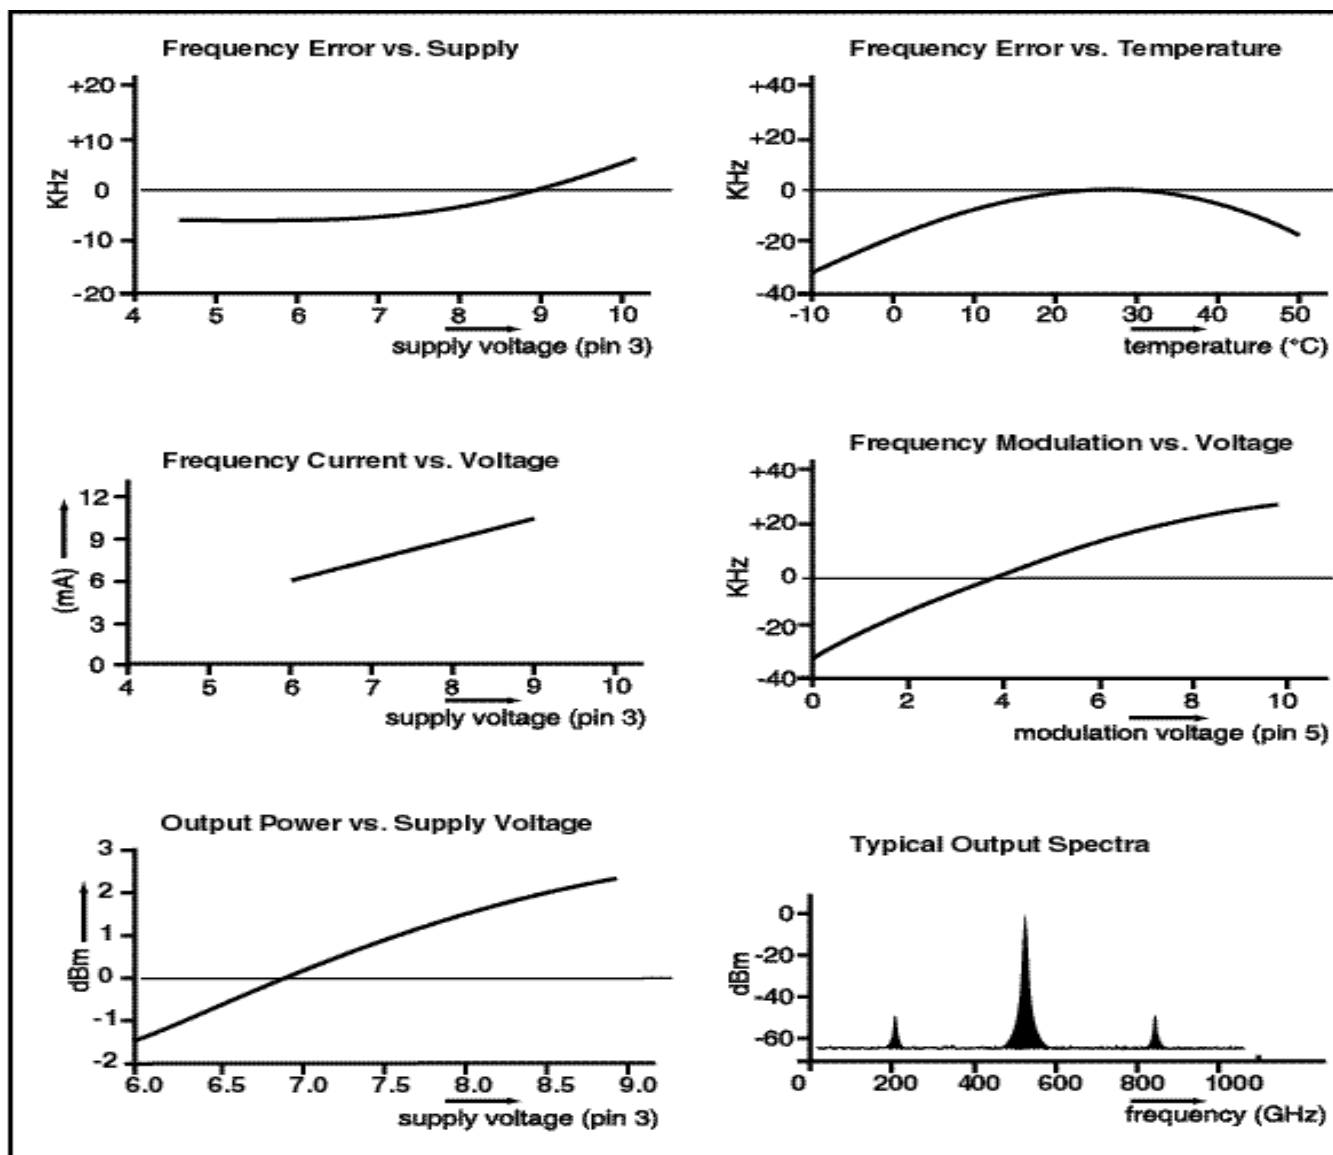 Frequency Error vs. Supply
+20
+10
0
-10
-20
KHz
4 5 6 7 8 9 10
supply voltage (pin 3)
Frequency Error vs. Temperature
+40
+20
0
-20
-40
KHz
-10 0 10 20 30 40 50
temperature (°C)
Frequency Current vs. Voltage
12
9
6
3
0
(mA)
4 5 6 7 8 9 10
supply voltage (pin 3)
Frequency Modulation vs. Voltage
+40
+20
0
-20
-40
KHz
0 2 4 6 8 10
modulation voltage (pin 5)
Output Power vs. Supply Voltage
3
2
1
0
-1
-2
dBm
6.0 6.5 7.0 7.5 8.0 8.5 9.0
supply voltage (pin 3)
Typical Output Spectra
0
-20
-40
-60
dBm
0 200 400 600 800 1000
frequency (GHz)